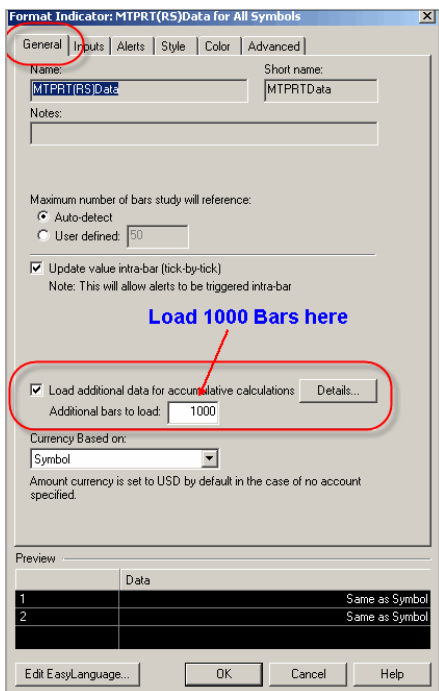 Format Indicator: MTPRT(RS)Data for All Symbols
General Inputs Alerts Style Color Advanced
Name: Short name:
MTPRT(RS)Data MTPRTData
Notes:
Maximum number of bars study will reference:
Auto-detect
User defined: 50
Update value intra-bar (tick-by-tick)
Note: This will allow alerts to be triggered intra-bar
Load 1000 Bars here
Load additional data for accumulative calculations Details...
Additional bars to load: 1000
Currency Based on:
Symbol
Amount currency is set to USD by default in the case of no account
specified.
Preview
Data
1 Same as Symbol
2 Same as Symbol
Edit EasyLanguage... OK Cancel Help